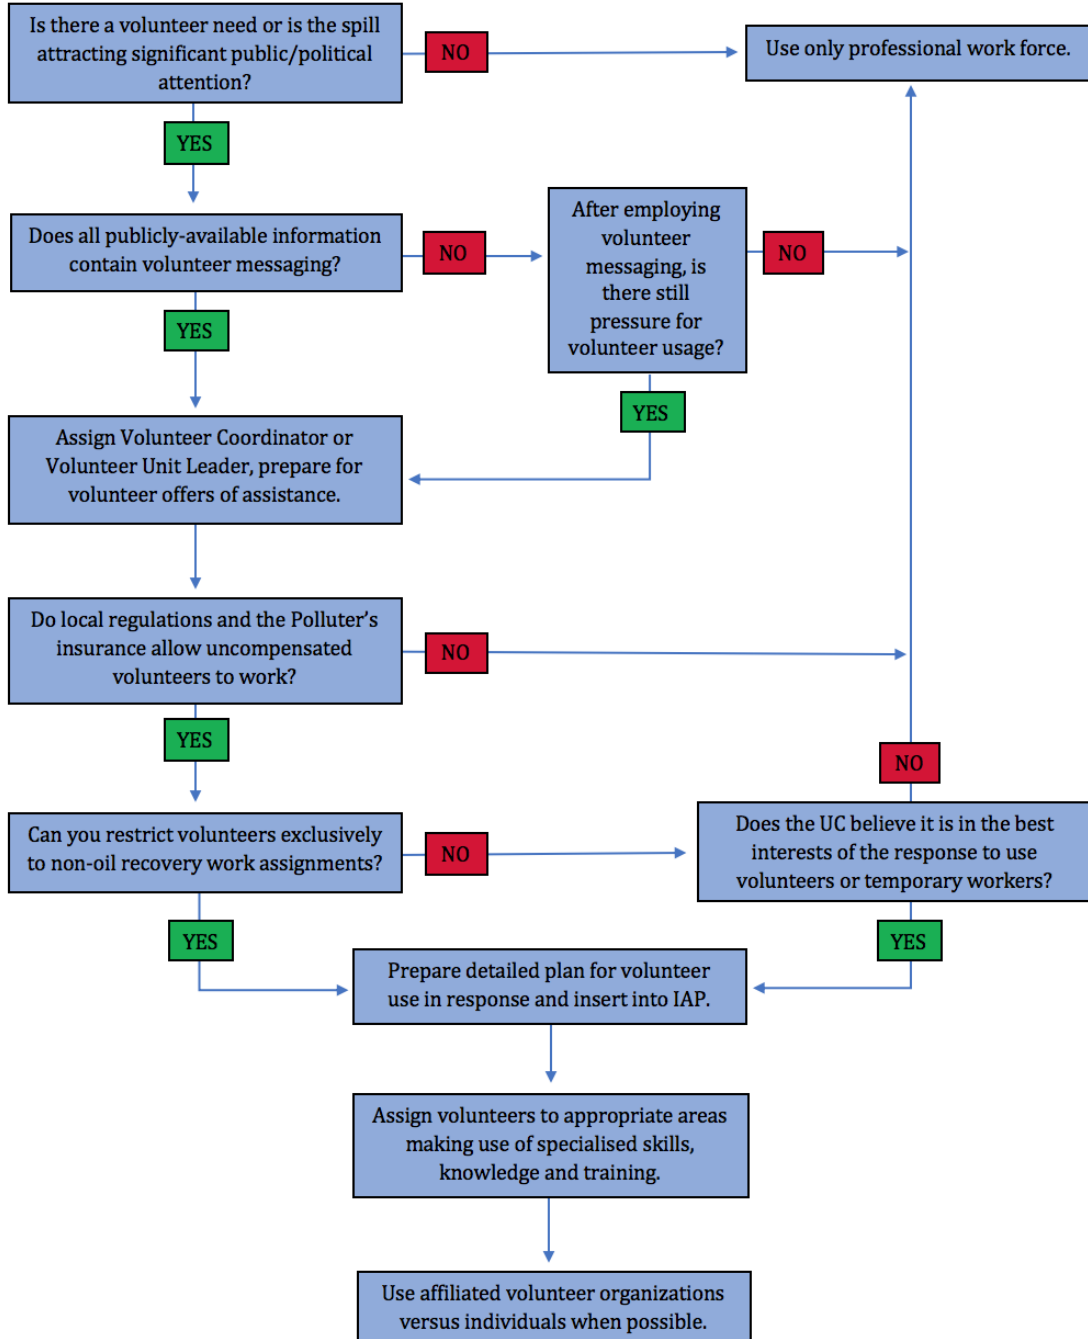 Is there a volunteer need or is the spill
attracting significant public/political
attention?
NO
Use only professional work force.
YES
Does all publicly-available information
contain volunteer messaging?
NO
After employing
volunteer
messaging, is
there still
pressure for
volunteer usage?
NO
YES
YES
Assign Volunteer Coordinator or
Volunteer Unit Leader, prepare for
volunteer offers of assistance.
Do local regulations and the Polluter’s
insurance allow uncompensated
volunteers to work?
NO
YES
NO
Can you restrict volunteers exclusively
to non-oil recovery work assignments?
NO
Does the UC believe it is in the best
interests of the response to use
volunteers or temporary workers?
YES
YES
Prepare detailed plan for volunteer
use in response and insert into IAP.
Assign volunteers to appropriate areas
making use of specialised skills,
knowledge and training.
Use affiliated volunteer organizations
versus individuals when possible.